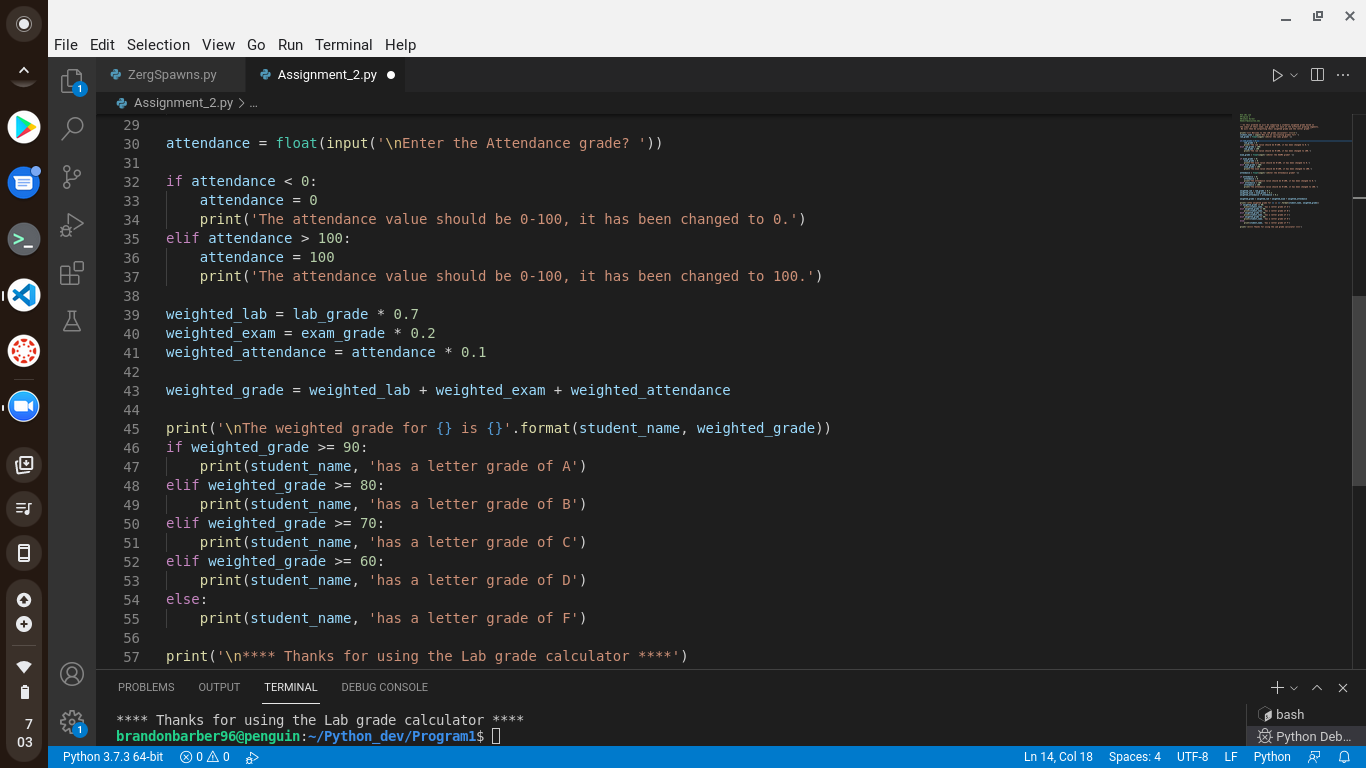 File Edit Selection View Go Run Terminal Help
ZergSpawns.py Assignment_2.py
Assignment_2.py > ...
29
30 attendance = float(input('\nEnter the Attendance grade? '))
31
32 if attendance < 0:
33     attendance = 0
34     print('The attendance value should be 0-100, it has been changed to 0.')
35 elif attendance > 100:
36     attendance = 100
37     print('The attendance value should be 0-100, it has been changed to 100.')
38
39 weighted_lab = lab_grade * 0.7
40 weighted_exam = exam_grade * 0.2
41 weighted_attendance = attendance * 0.1
42
43 weighted_grade = weighted_lab + weighted_exam + weighted_attendance
44
45 print('\nThe weighted grade for {} is {}'.format(student_name, weighted_grade))
46 if weighted_grade >= 90:
47     print(student_name, 'has a letter grade of A')
48 elif weighted_grade >= 80:
49     print(student_name, 'has a letter grade of B')
50 elif weighted_grade >= 70:
51     print(student_name, 'has a letter grade of C')
52 elif weighted_grade >= 60:
53     print(student_name, 'has a letter grade of D')
54 else:
55     print(student_name, 'has a letter grade of F')
56
57 print('\n**** Thanks for using the Lab grade calculator ****')
PROBLEMS OUTPUT TERMINAL DEBUG CONSOLE
**** Thanks for using the Lab grade calculator ****
brandonbarber96@penguin:~/Python_dev/Program1$
bash
Python Deb...
1
1
7
03
Python 3.7.3 64-bit 0 0 Ln 14, Col 18 Spaces: 4 UTF-8 LF Python